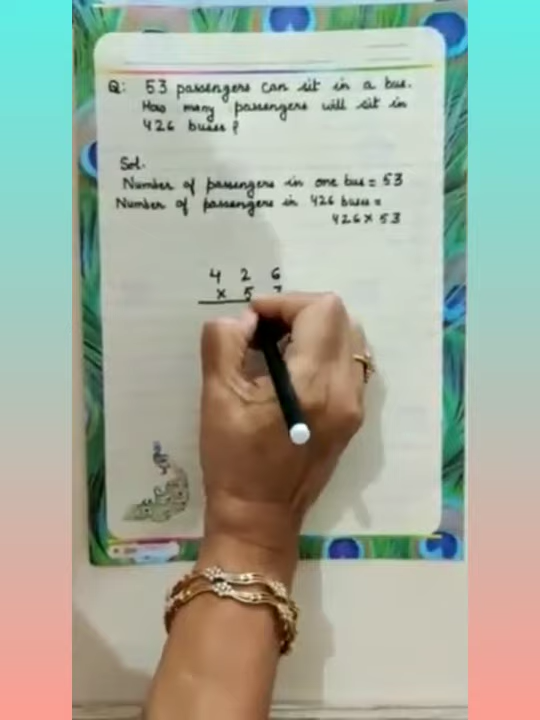 Q: 53 passengers can sit in a bus.
How many passengers will sit in
426 buses?
Sol.
Number of passengers in one bus = 53
Number of passengers in 426 buses =
426 x 53
4 2 6
x 5